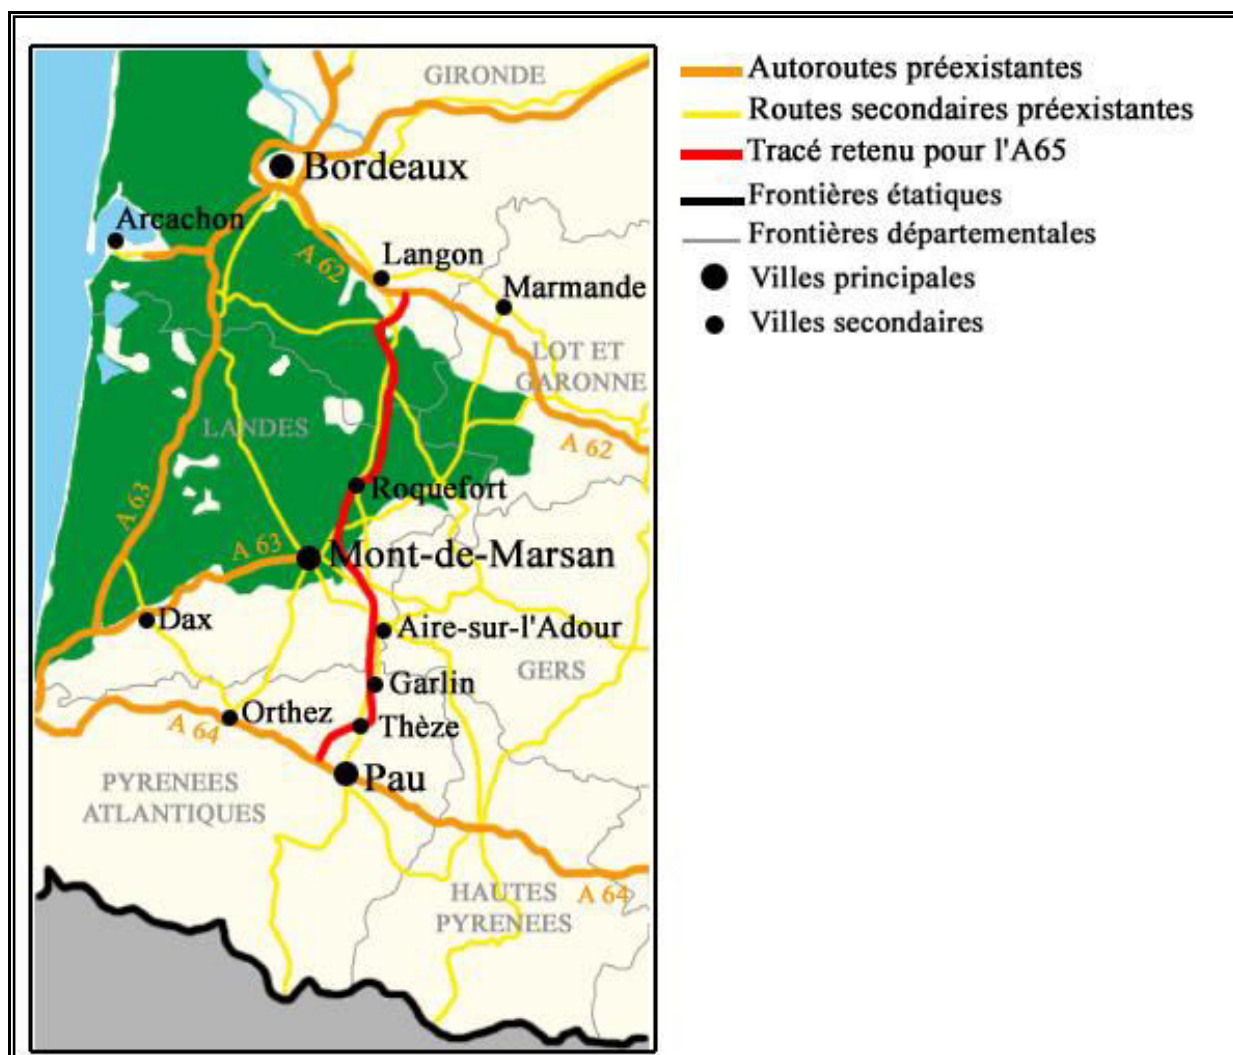 GIRONDE
Bordeaux
Arcachon
A 62
Langon
Marmande
LOT ET
GARONNE
LANDES
A 62
A 63
Roquefort
A 63
Mont-de-Marsan
Dax
Aire-sur-l'Adour
GERS
Garlin
Orthez
Thèze
A 64
Pau
PYRENEES
ATLANTIQUES
HAUTES
PYRENEES
A 64
Autoroutes préexistantes
Routes secondaires préexistantes
Tracé retenu pour l'A65
Frontières étatiques
Frontières départementales
Villes principales
Villes secondaires